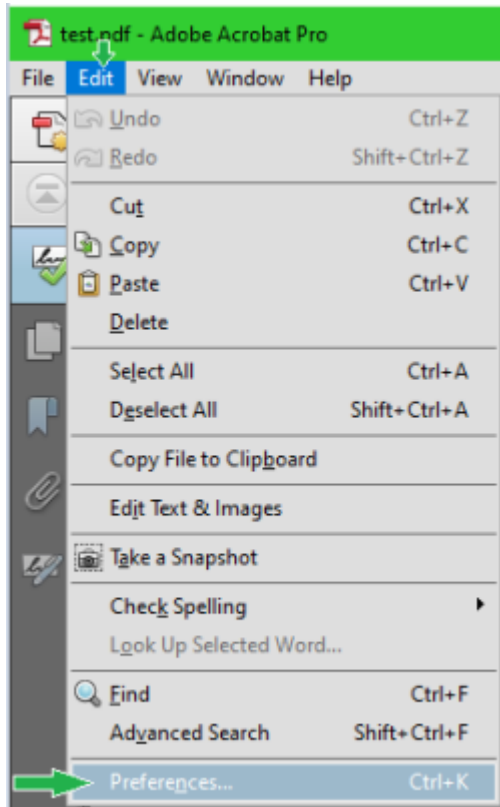 test.pdf - Adobe Acrobat Pro
File Edit View Window Help
Undo Ctrl+Z
Redo Shift+Ctrl+Z
Cut Ctrl+X
Copy Ctrl+C
Paste Ctrl+V
Delete
Select All Ctrl+A
Deselect All Shift+Ctrl+A
Copy File to Clipboard
Edit Text & Images
Take a Snapshot
Check Spelling
Look Up Selected Word...
Find Ctrl+F
Advanced Search Shift+Ctrl+F
Preferences... Ctrl+K